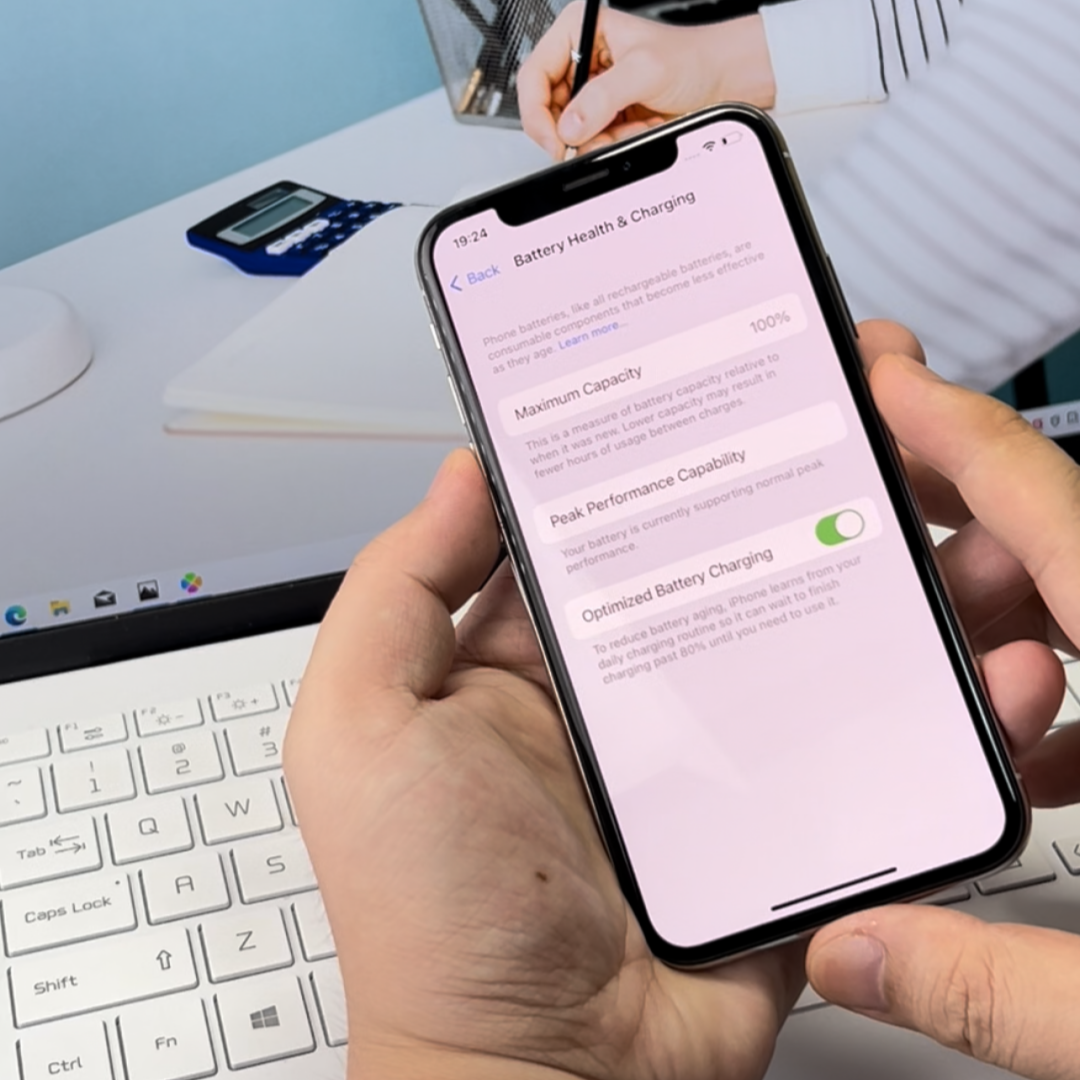 19:24
Back
Battery Health & Charging
Phone batteries, like all rechargeable batteries, are
consumable components that become less effective
as they age. Learn more...
Maximum Capacity 100%
This is a measure of battery capacity relative to
when it was new. Lower capacity may result in
fewer hours of usage between charges.
Peak Performance Capability
Your battery is currently supporting normal peak
performance.
Optimized Battery Charging
To reduce battery aging, iPhone learns from your
daily charging routine so it can wait to finish
charging past 80% until you need to use it.
F1 F2 F3
~ ! @ #
` 1 2 3
Tab Q W
Caps Lock A S
Shift Z
Ctrl Fn